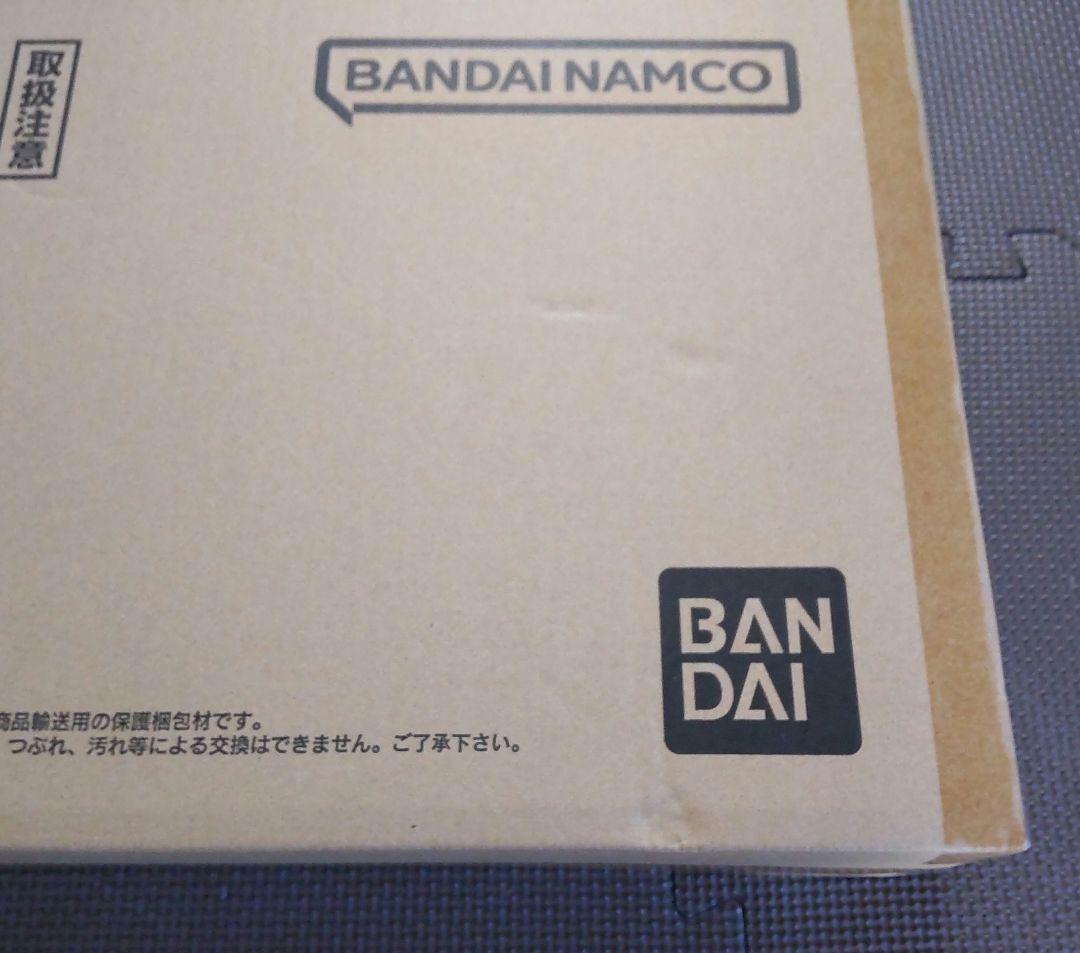 取扱注意
BANDAI NAMCO
BAN
DAI
商品輸送用の保護梱包材です。
つぶれ、汚れ等による交換はできません。ご了承下さい。